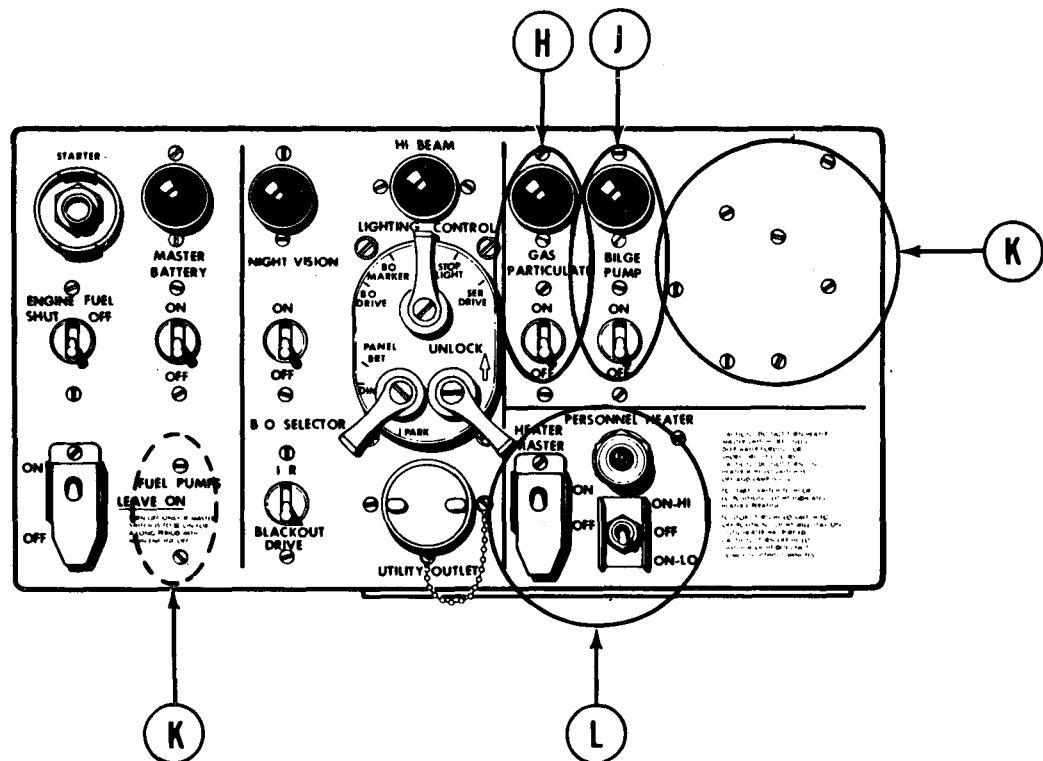 H
J
STARTER
HI BEAM
MASTER
BATTERY
ENGINE FUEL
SHUT OFF
ON
OFF
NIGHT VISION
ON
OFF
LIGHTING CONTROL
BO
MARKER
STOP
LIGHT
BO
DRIVE
SER
DRIVE
PANEL
BRT
UNLOCK
DIM
PARK
GAS
PARTICULATE
ON
OFF
BILGE
PUMP
ON
OFF
K
ON
OFF
FUEL PUMPS
LEAVE ON
B O SELECTOR
I R
BLACKOUT
DRIVE
UTILITY OUTLET
PERSONNEL HEATER
HEATER
MASTER
ON
OFF
ON-HI
OFF
ON-LO
K
L